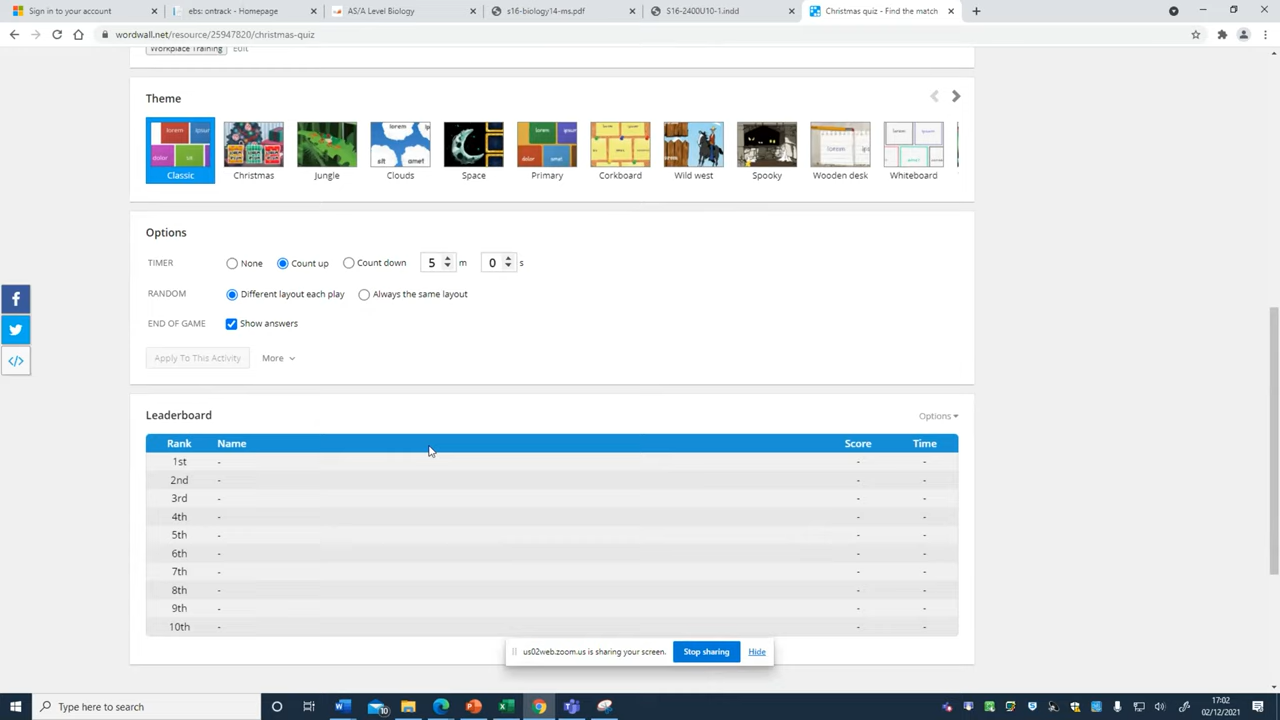 Sign in to your account
ebs: ontrack - Homepage
AS/A Level Biology
s16-biology14-ms.pdf
S16-2400U10-1.indd
Christmas quiz - Find the match
wordwall.net/resource/25947820/christmas-quiz
Workplace Training Edit
Theme
Classic Christmas Jungle Clouds Space Primary Corkboard Wild west Spooky Wooden desk Whiteboard
Options
TIMER None Count up Count down 5 m 0 s
RANDOM Different layout each play Always the same layout
END OF GAME Show answers
Apply To This Activity More
Leaderboard Options
Rank Name Score Time
1st - - -
2nd - - -
3rd - - -
4th - - -
5th - - -
6th - - -
7th - - -
8th - - -
9th - - -
10th - - -
us02web.zoom.us is sharing your screen. Stop sharing Hide
Type here to search
10
17:02
02/12/2021